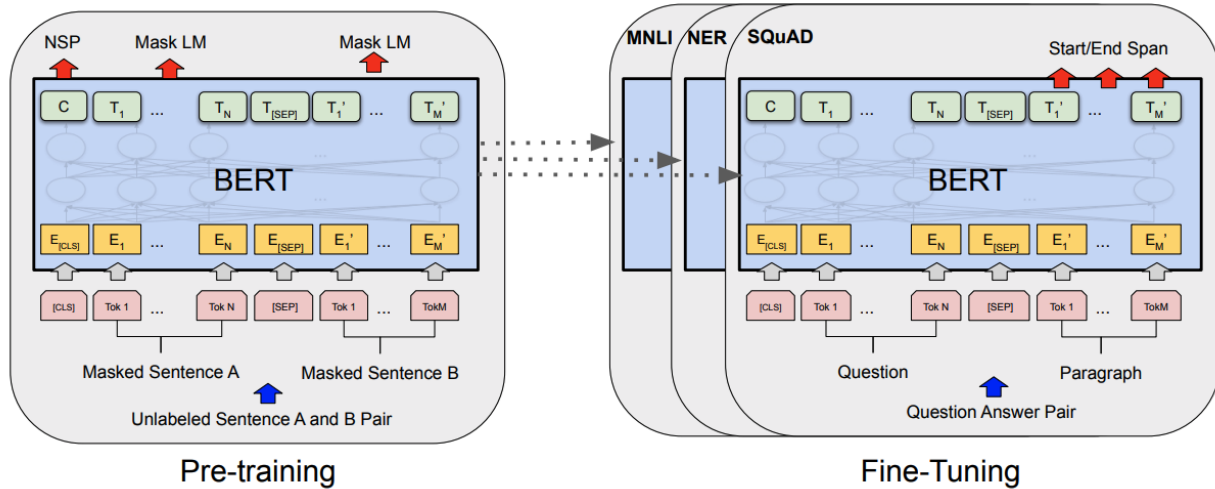 NSP Mask LM Mask LM
C T1 ... TN T[SEP] T1' ... TM'
...
BERT
...
E[CLS] E1 ... EN E[SEP] E1' ... EM'
[CLS] Tok 1 ... Tok N [SEP] Tok 1 ... TokM
Masked Sentence A Masked Sentence B
Unlabeled Sentence A and B Pair
Pre-training
MNLI NER SQuAD
Start/End Span
C T1 ... TN T[SEP] T1' ... TM'
...
BERT
...
E[CLS] E1 ... EN E[SEP] E1' ... EM'
[CLS] Tok 1 ... Tok N [SEP] Tok 1 ... TokM
Question Paragraph
Question Answer Pair
Fine-Tuning